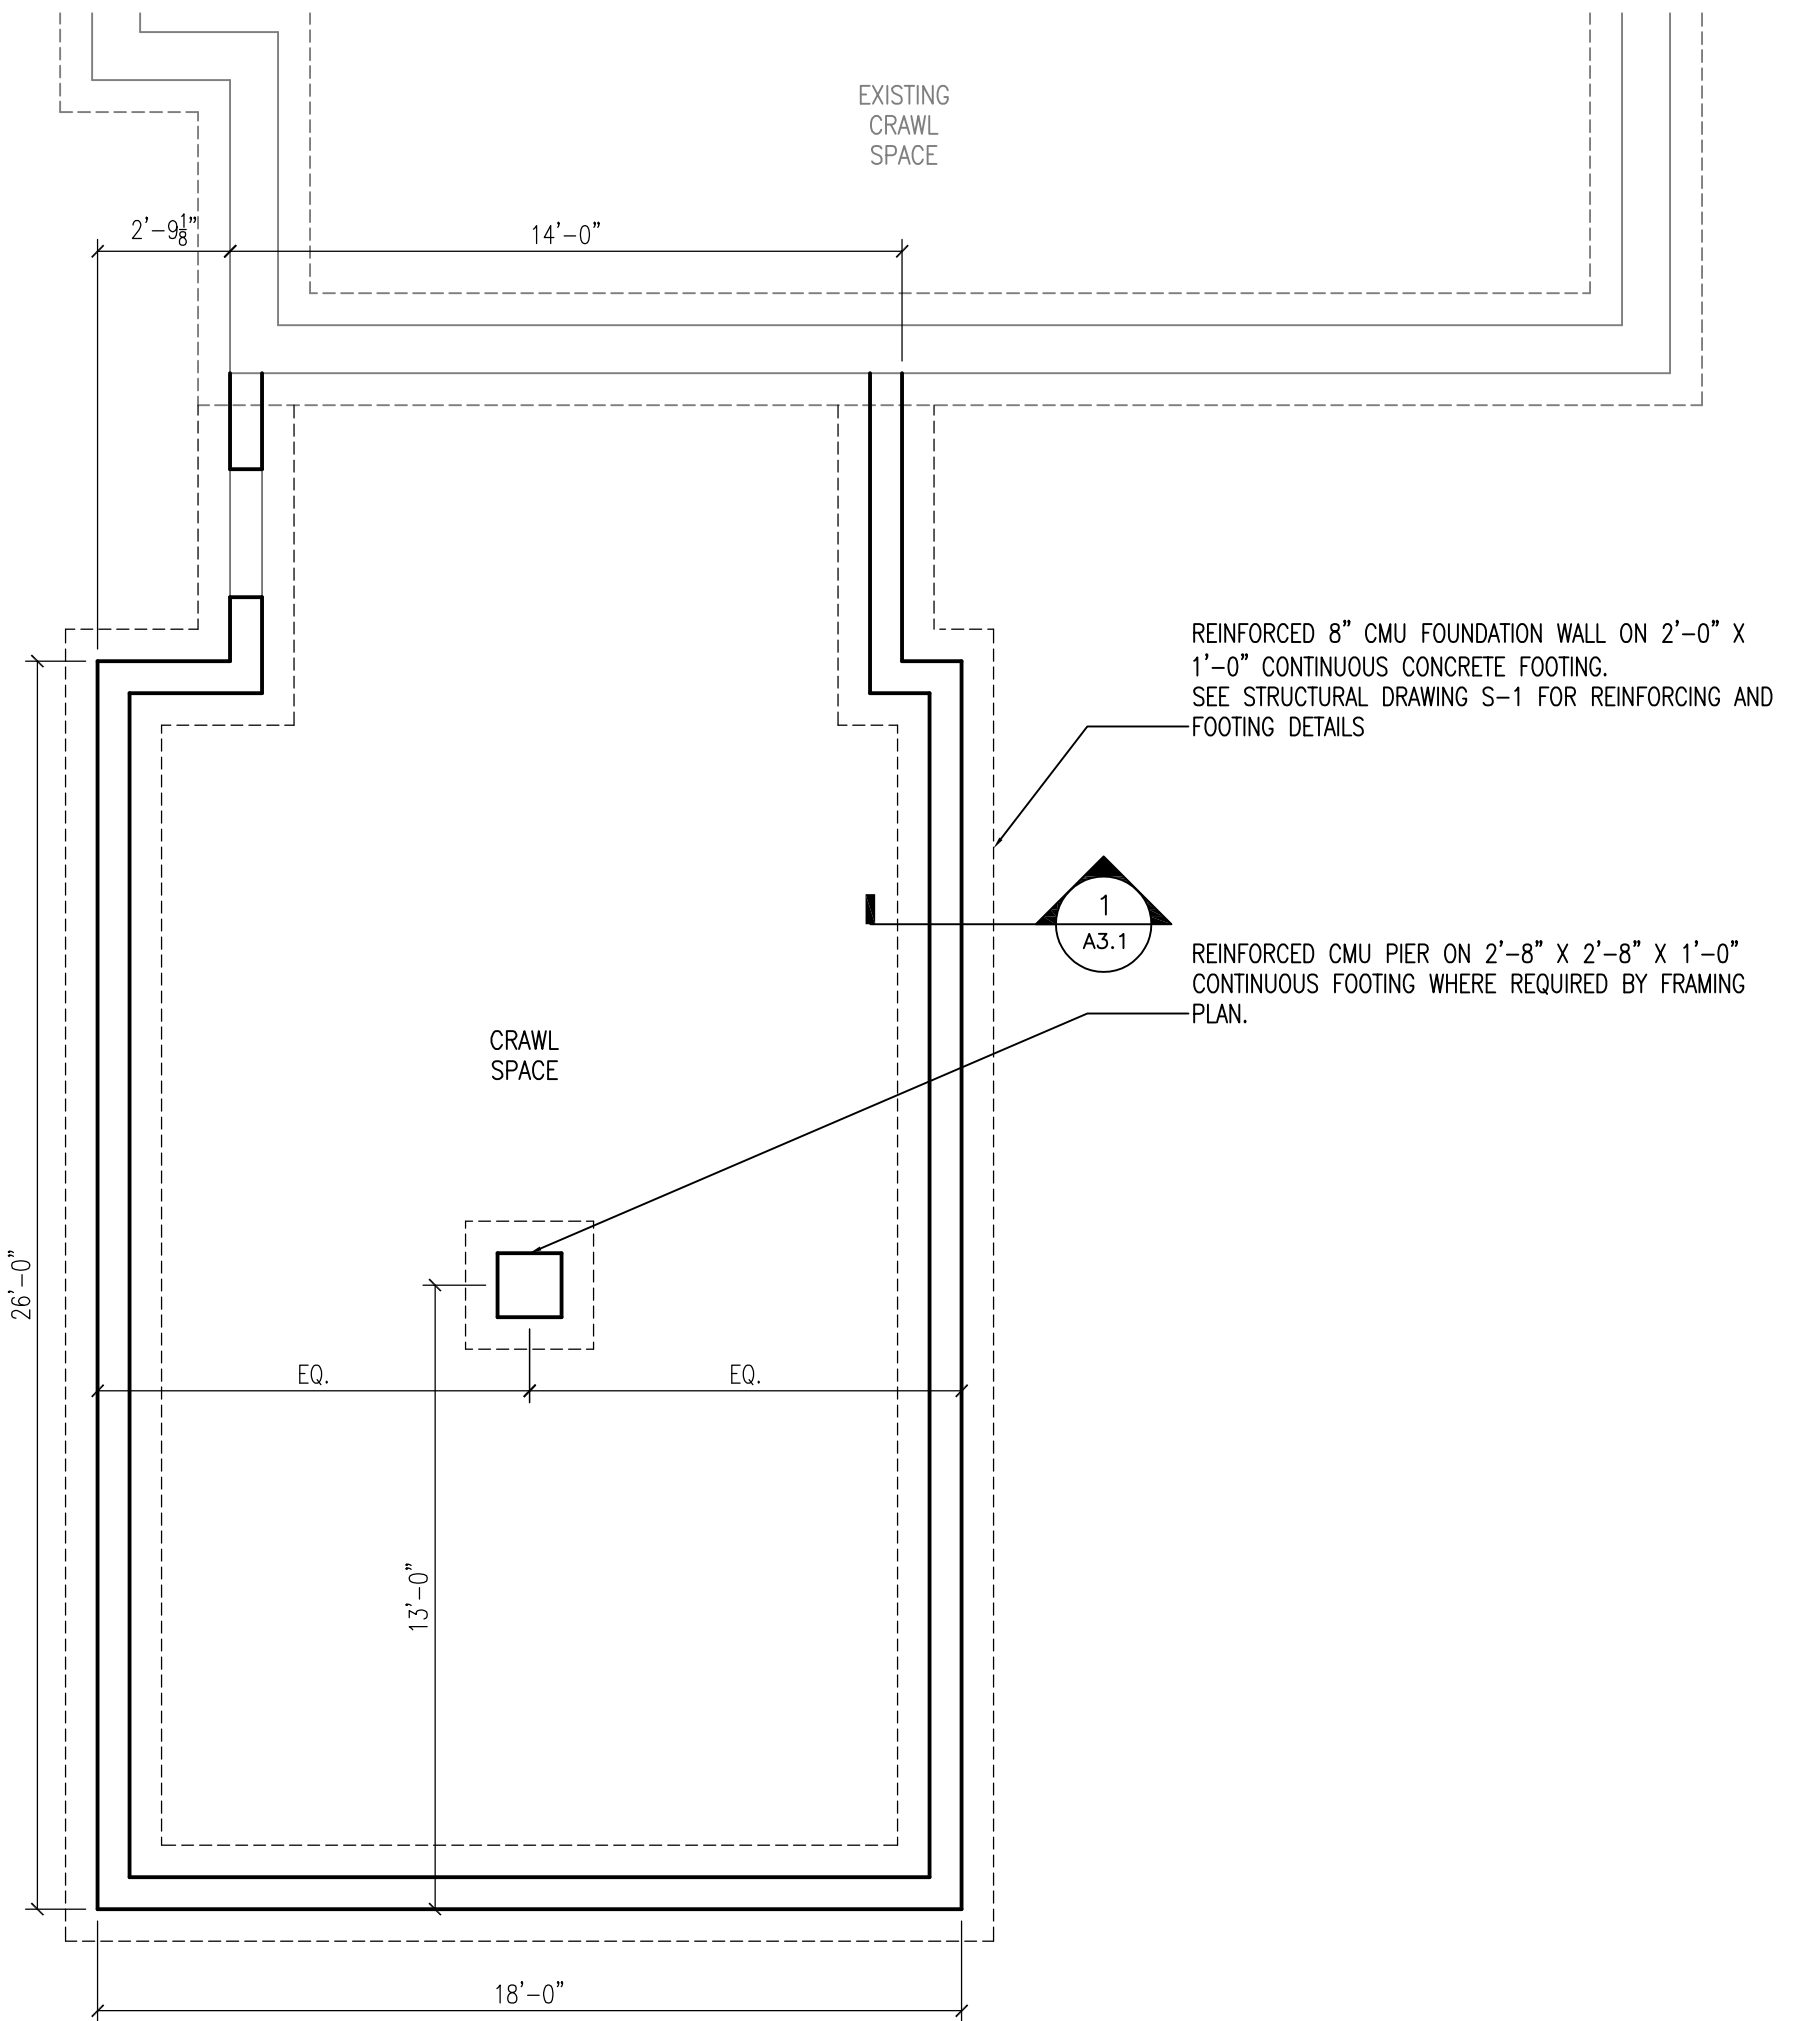 EXISTING
CRAWL
SPACE
2'-9 1/8"
14'-0"
REINFORCED 8" CMU FOUNDATION WALL ON 2'-0" X
1'-0" CONTINUOUS CONCRETE FOOTING.
SEE STRUCTURAL DRAWING S-1 FOR REINFORCING AND
FOOTING DETAILS
1
A3.1
REINFORCED CMU PIER ON 2'-8" X 2'-8" X 1'-0"
CONTINUOUS FOOTING WHERE REQUIRED BY FRAMING
PLAN.
CRAWL
SPACE
26'-0"
EQ.
EQ.
13'-0"
18'-0"